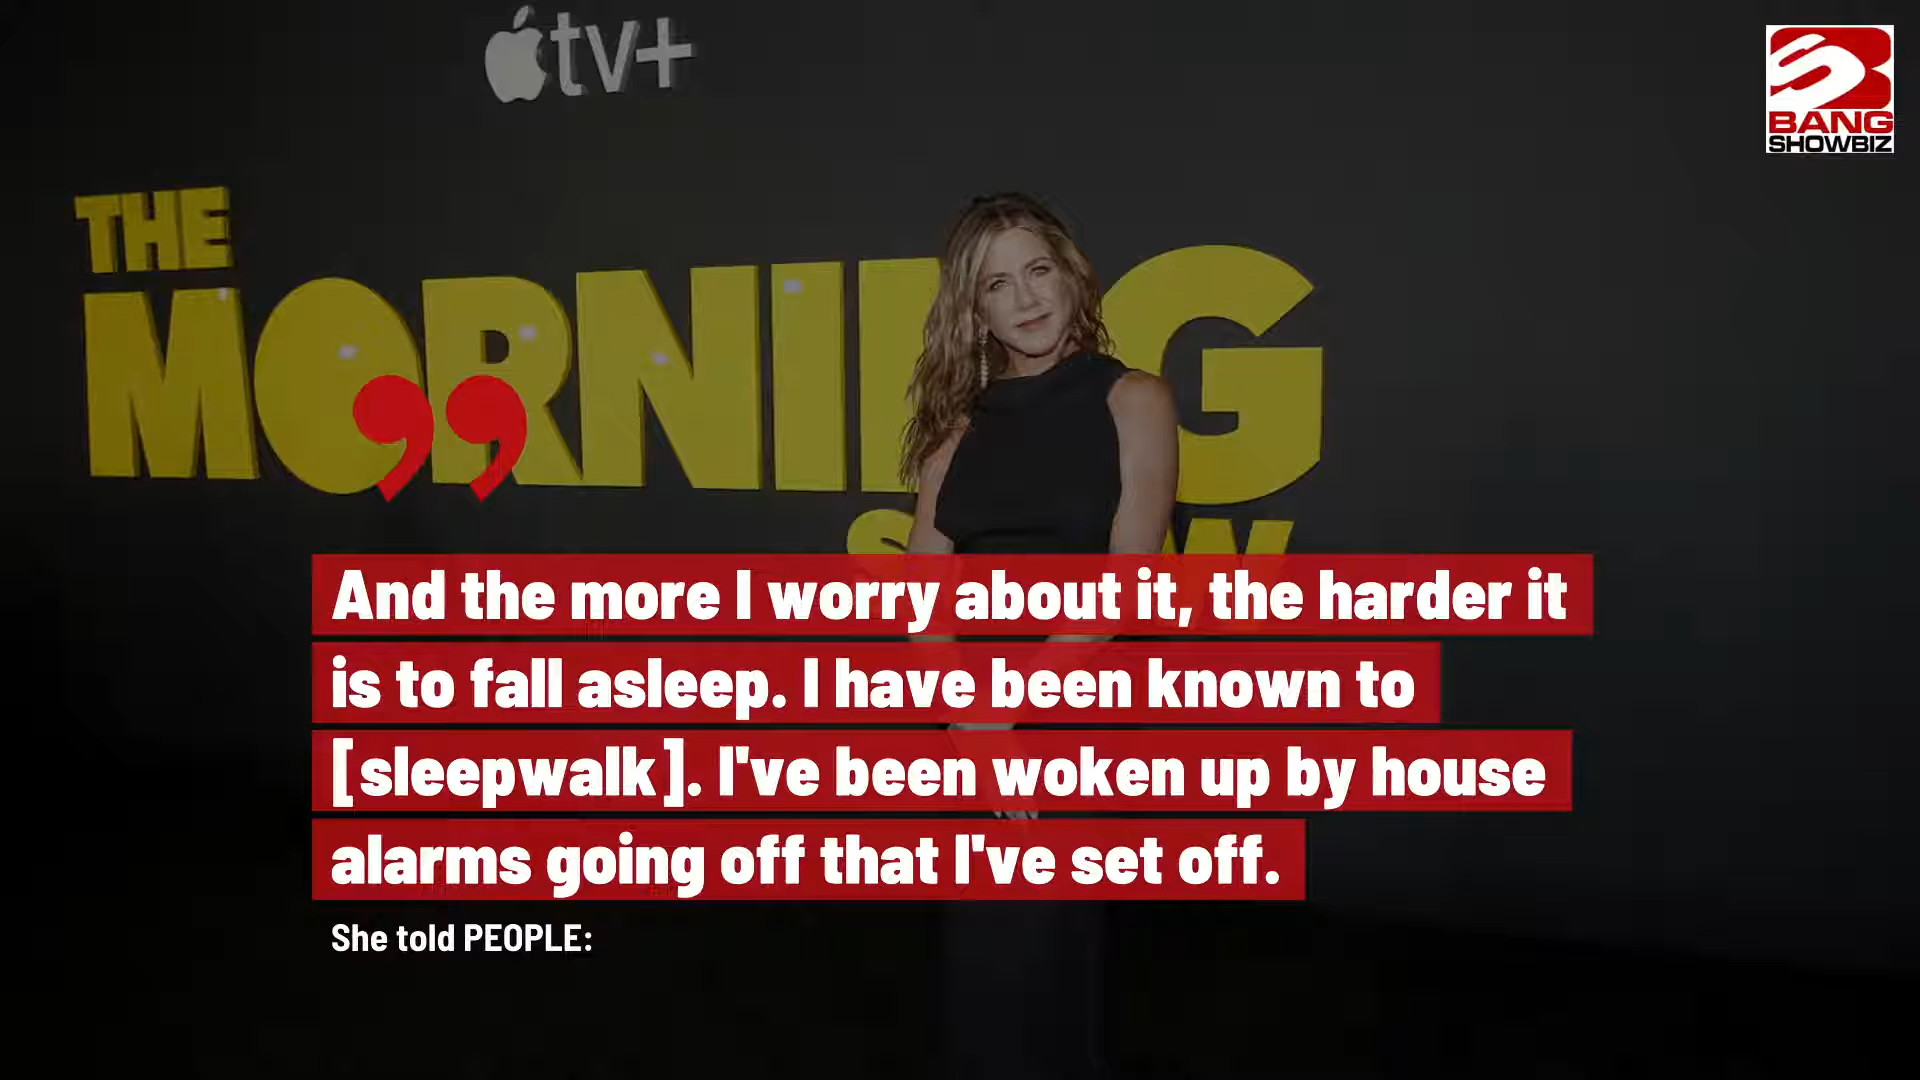 tv+
BANG
SHOWBIZ
THE
MORNING
SHOW
And the more I worry about it, the harder it
is to fall asleep. I have been known to
[sleepwalk]. I've been woken up by house
alarms going off that I've set off.
She told PEOPLE: